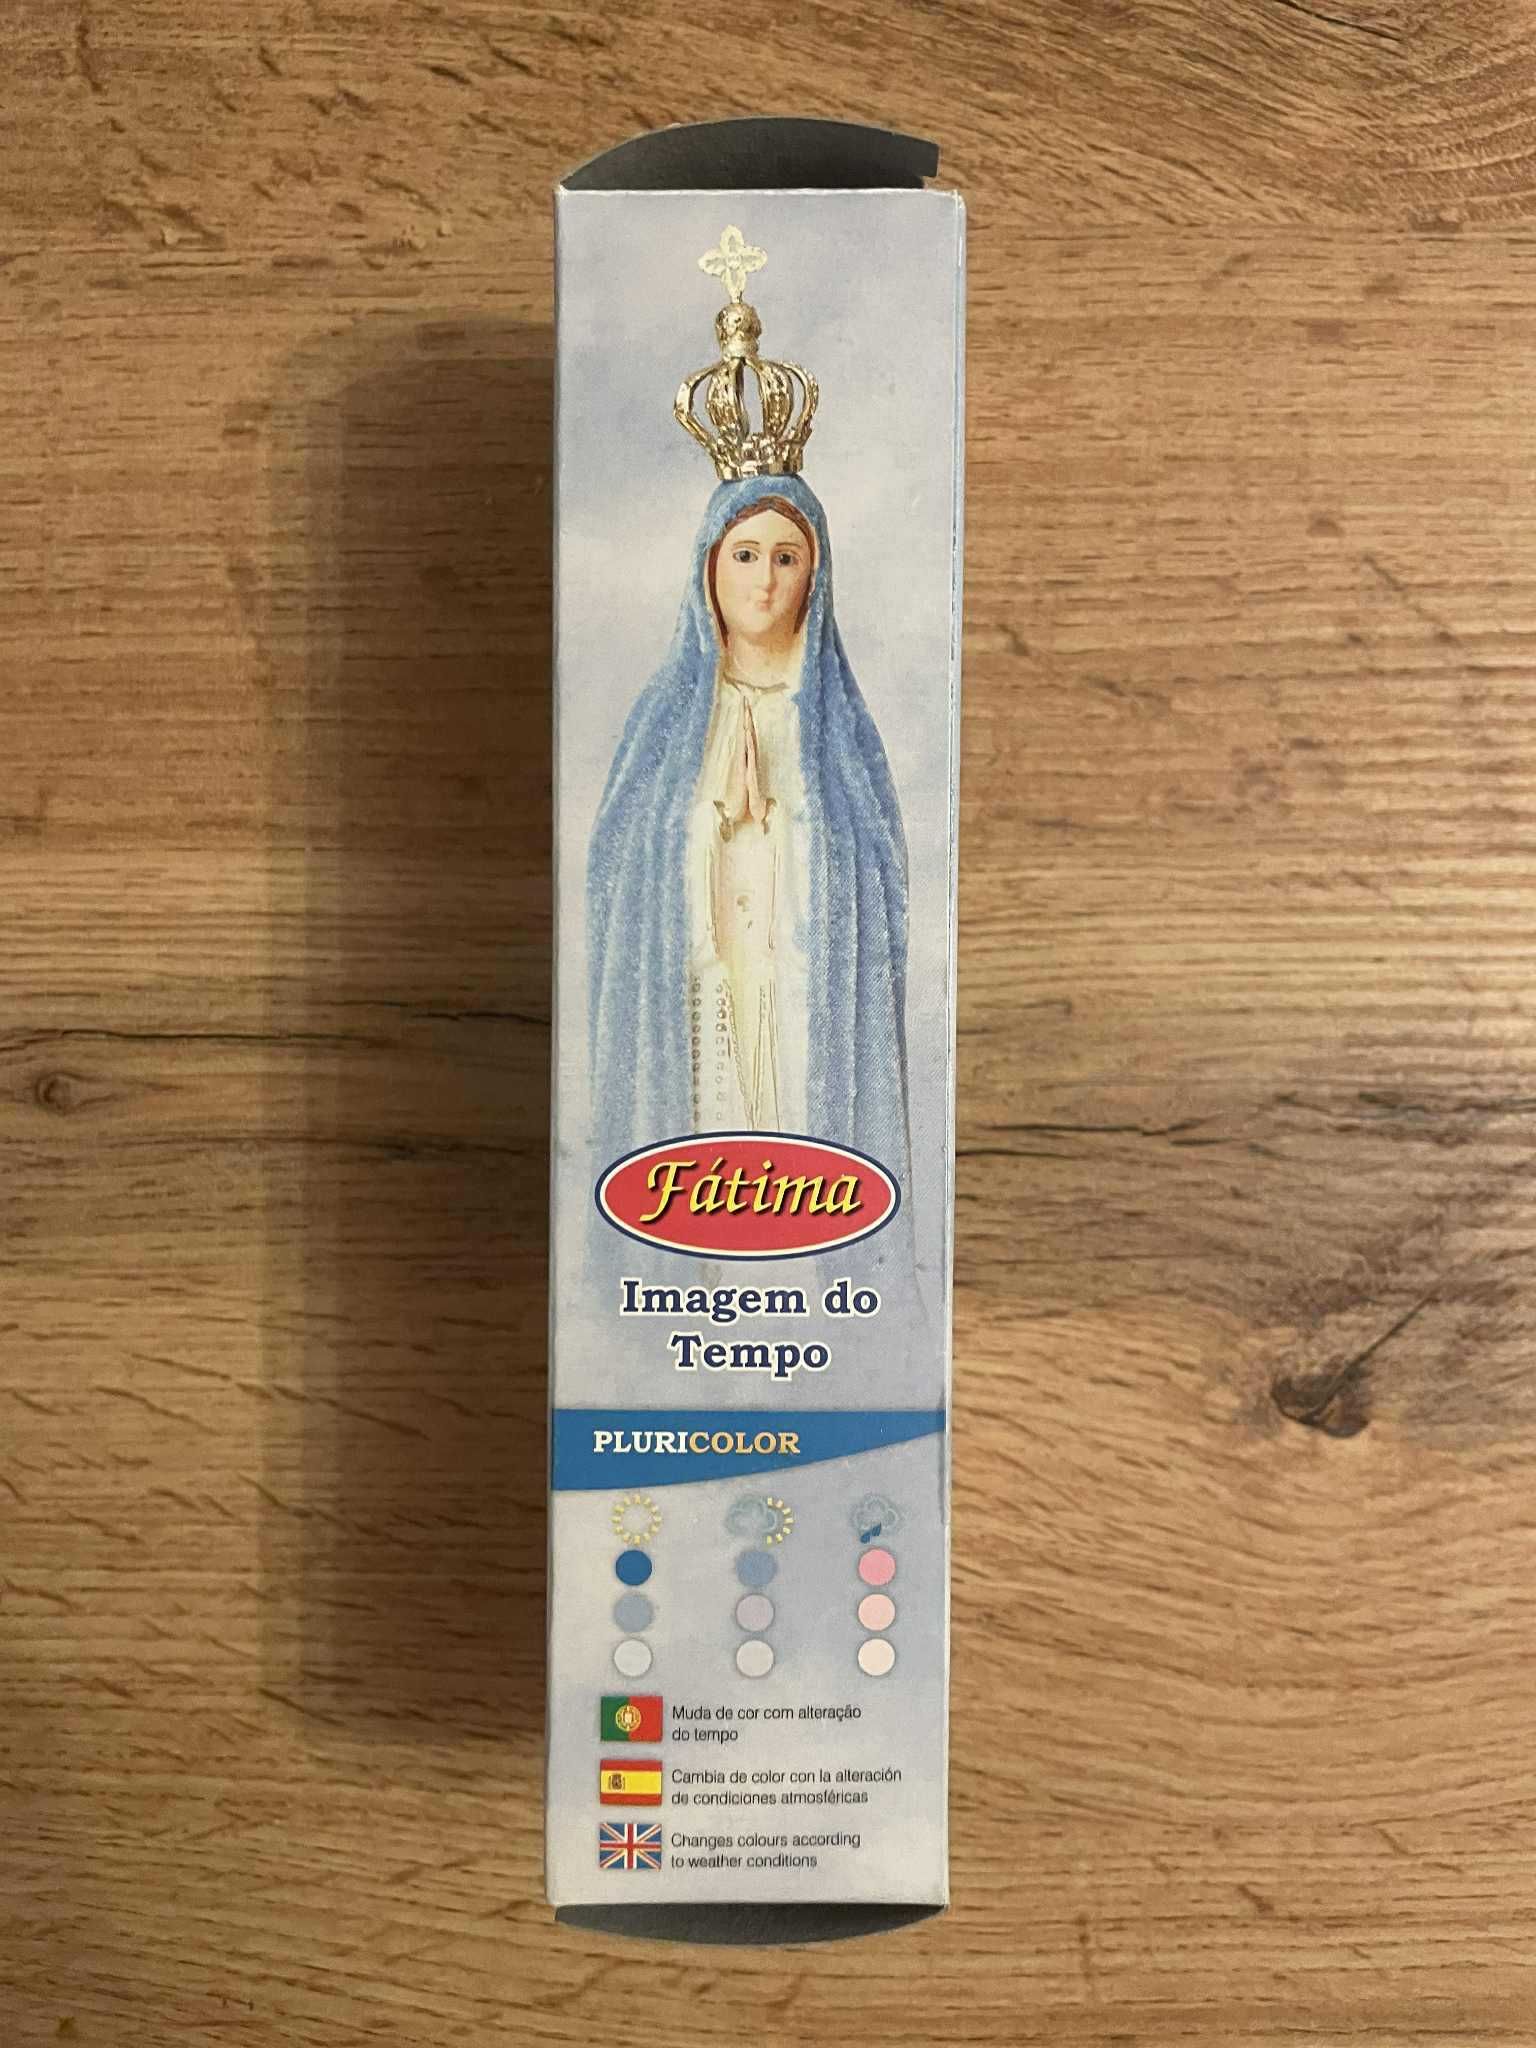 Fátima
Imagem do
Tempo
PLURICOLOR
Muda de cor com alteração
do tempo
Cambia de color con la alteración
de condiciones atmosféricas
Changes colours according
to weather conditions